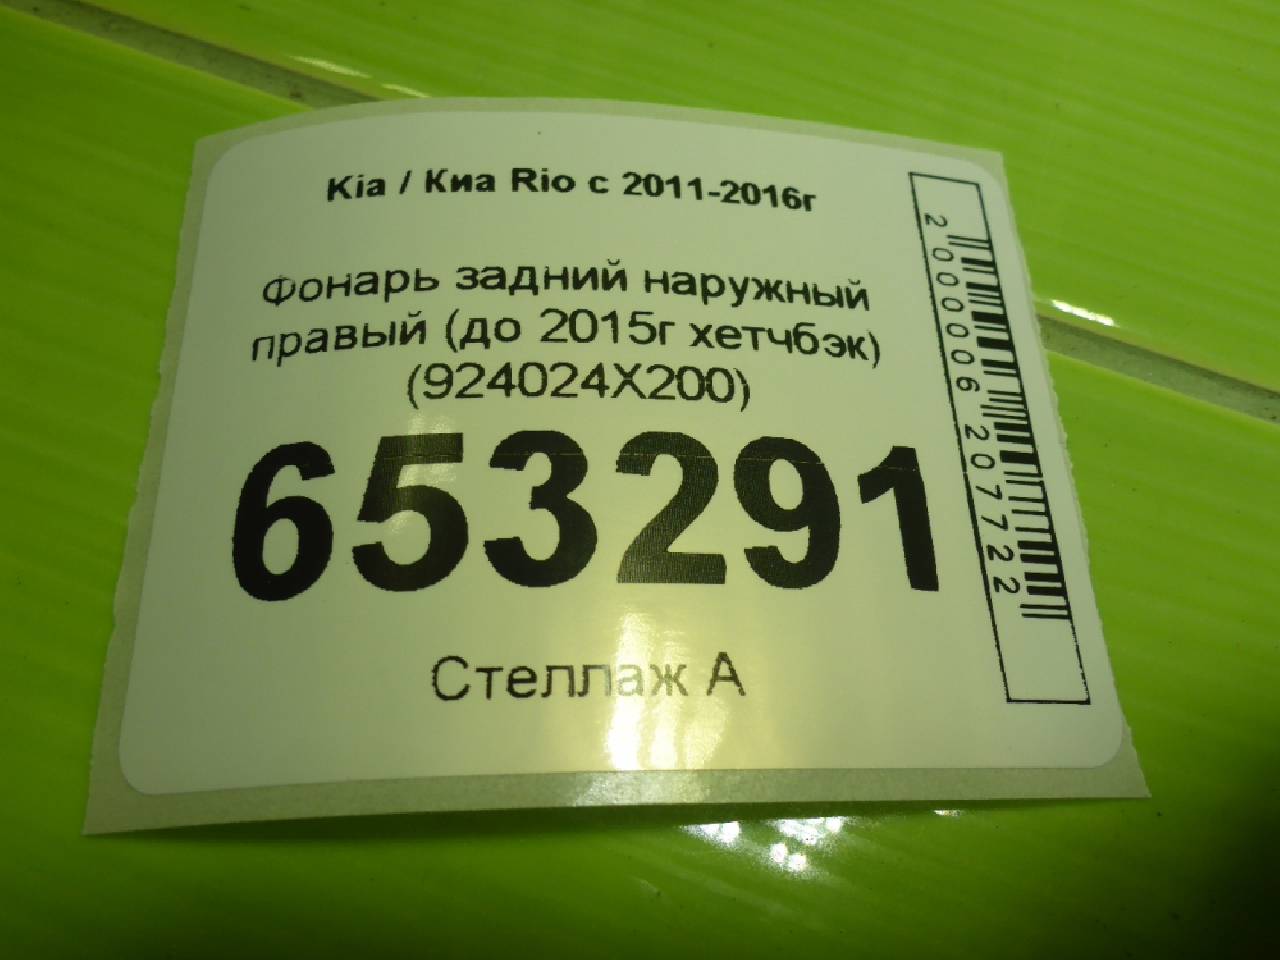 Kia / Киа Rio с 2011-2016г
Фонарь задний наружный
правый (до 2015г хетчбэк)
(924024X200)
653291
Стеллаж А
2000006207722